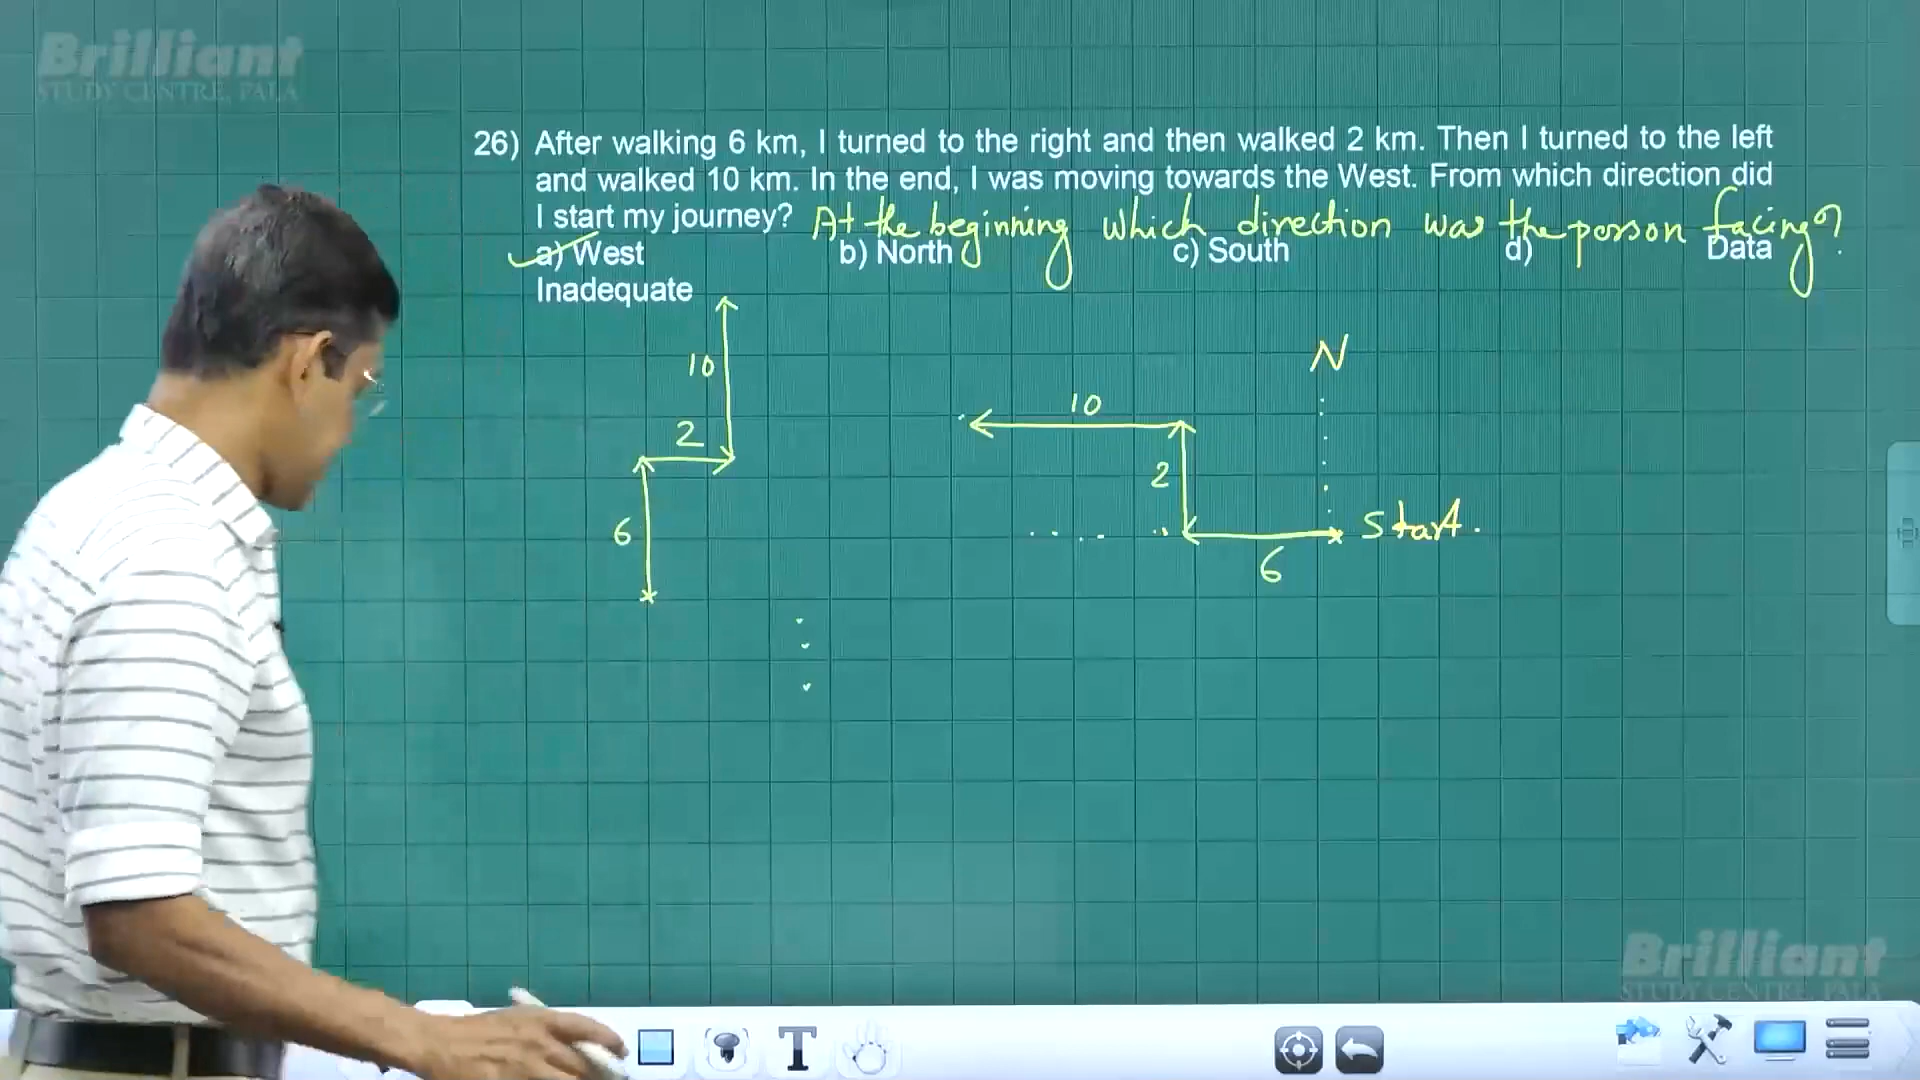 Brilliant
STUDY CENTRE, PALA
26) After walking 6 km, I turned to the right and then walked 2 km. Then I turned to the left
and walked 10 km. In the end, I was moving towards the West. From which direction did
I start my journey? At the beginning which direction was the person facing?
a) West b) North c) South d) Data
Inadequate
10
2
6
N
10
2
Start.
6
Brilliant
STUDY CENTRE, PALA
T